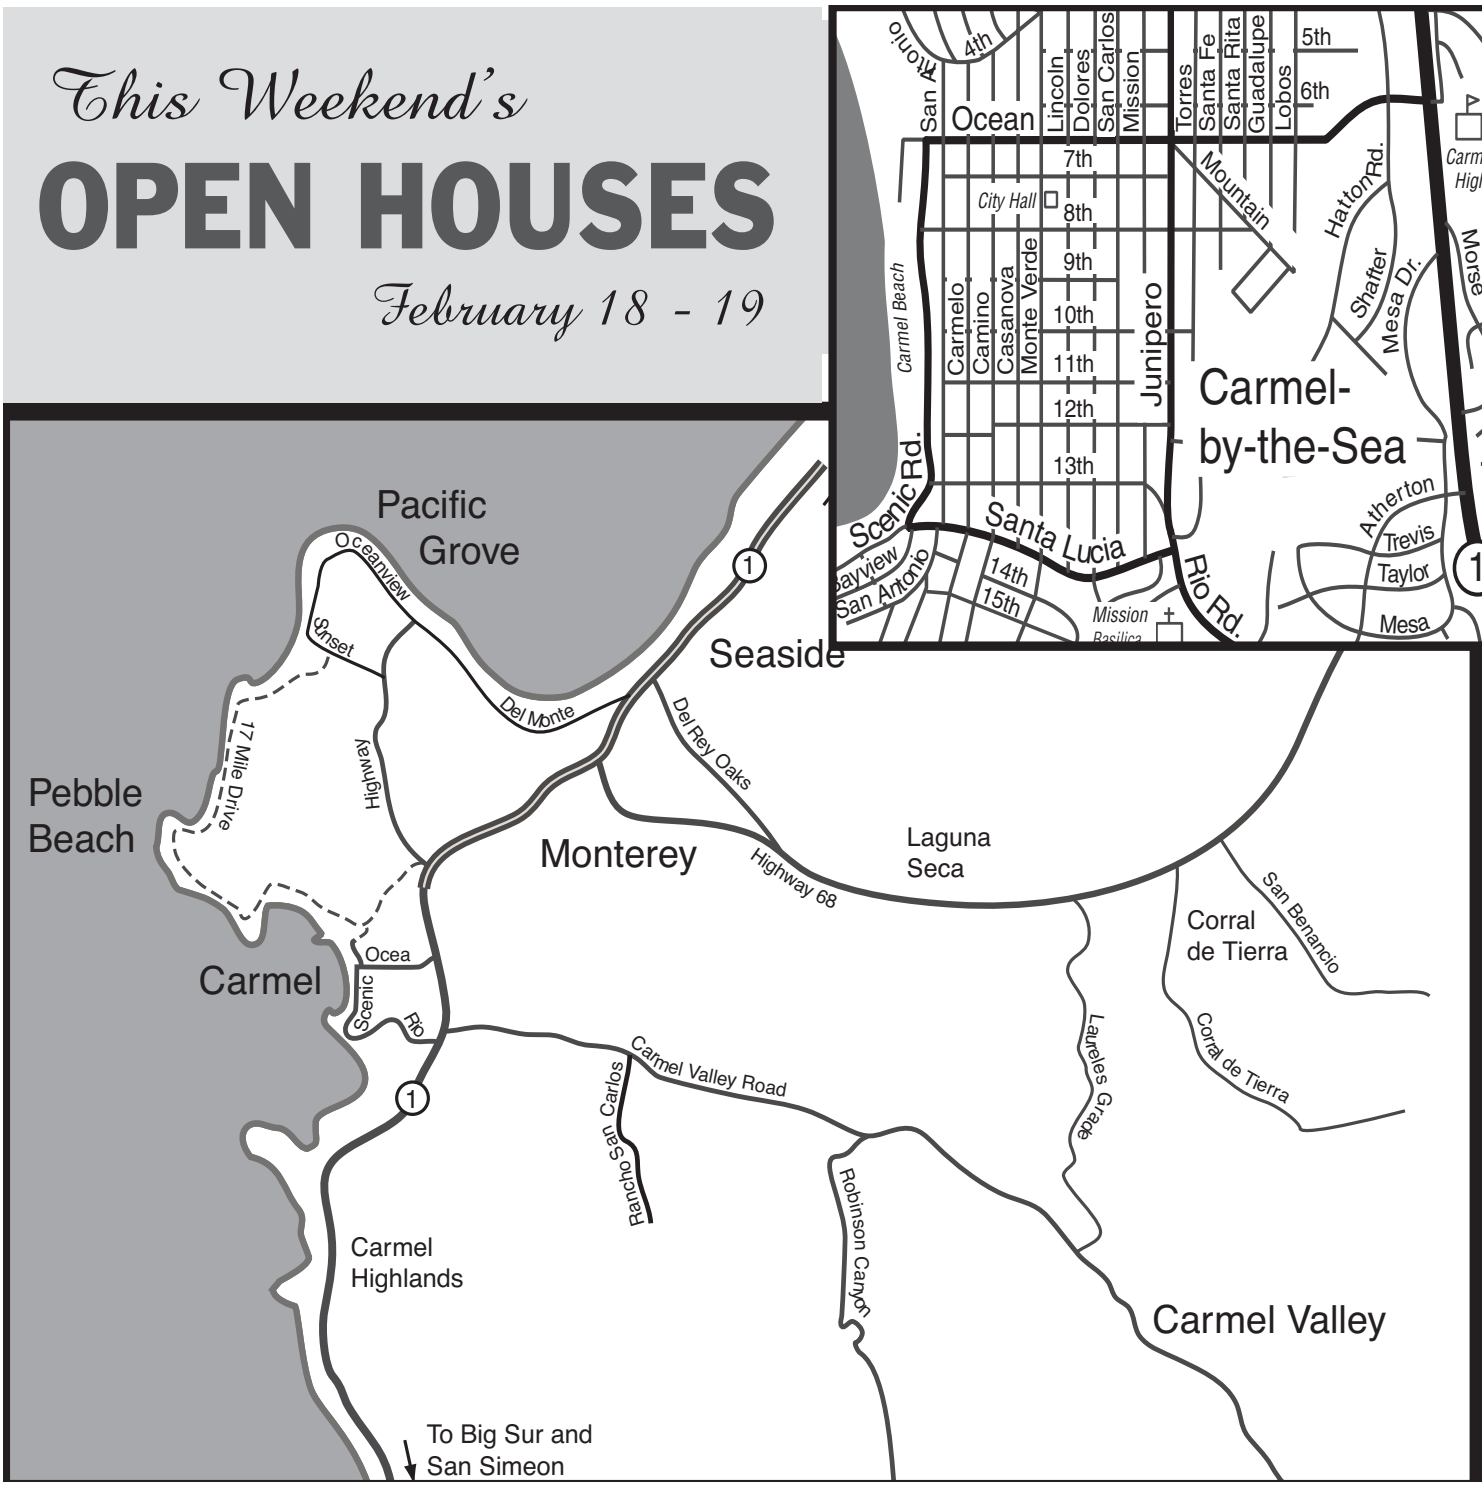 This Weekend's
OPEN HOUSES
February 18 - 19
4th
5th
6th
San Antonio
Lincoln
Dolores
San Carlos
Mission
Torres
Santa Fe
Santa Rita
Guadalupe
Lobos
Ocean
7th
City Hall
8th
Mountain
Hatton Rd.
Shafter
Mesa Dr.
Carm
High
Morse
Carmel Beach
9th
10th
11th
12th
13th
Carmelo
Camino
Casanova
Monte Verde
Junipero
Carmel-
by-the-Sea
Scenic Rd.
Santa Lucia
Bayview
San Antonio
14th
15th
Mission
Basilica
Rio Rd.
Atherton
Trevis
Taylor
Mesa
1
Pacific
Grove
Oceanview
Sunset
1
Seaside
Del Monte
Del Rey Oaks
17 Mile Drive
Highway
Pebble
Beach
Monterey
Highway 68
Laguna
Seca
San Benancio
Corral
de Tierra
Corral de Tierra
Laureles Grade
Carmel
Ocea
Scenic
Rio
1
Carmel Valley Road
Rancho San Carlos
Robinson Canyon
Carmel
Highlands
Carmel Valley
To Big Sur and
San Simeon